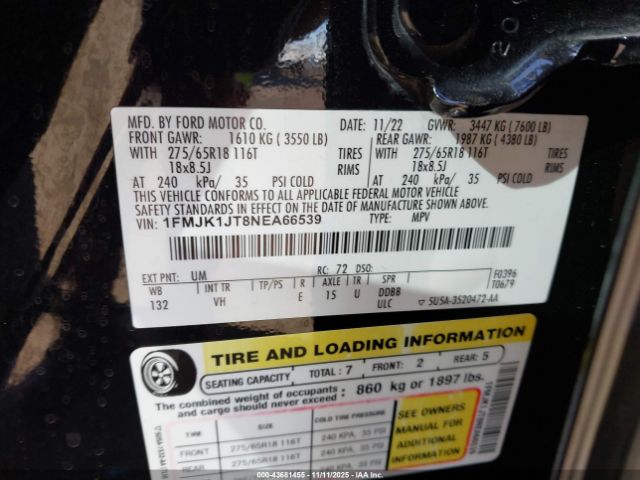 20
MFD. BY FORD MOTOR CO.
DATE: 11/22 GVWR: 3447 KG (7600 LB)
FRONT GAWR: 1610 KG (3550 LB)
REAR GAWR: 1987 KG (4380 LB)
WITH 275/65R18 116T TIRES
WITH 275/65R18 116T TIRES
18x8.5J RIMS
18x8.5J RIMS
AT 240 kPa/ 35 PSI COLD
AT 240 kPa/ 35 PSI COLD
THIS VEHICLE CONFORMS TO ALL APPLICABLE FEDERAL MOTOR VEHICLE
SAFETY STANDARDS IN EFFECT ON THE DATE OF MANUFACTURE SHOWN ABOVE.
VIN: 1FMJK1JT8NEA66539 TYPE: MPV
EXT PNT: UM RC: 72 DSO: F0396
WB INT TR TP/PS R AXLE TR SPR T0679
132 VH E 15 U DDBB
ULC ▽ 5U5A-3520472-AA
TIRE AND LOADING INFORMATION
SEATING CAPACITY TOTAL: 7 FRONT: 2 REAR: 5
The combined weight of occupants
and cargo should never exceed: 860 kg or 1897 lbs.
TIRE SIZE COLD TIRE PRESSURE
FRONT 275/65R18 116T 240 KPA, 35 PSI
REAR 275/65R18 116T 240 KPA, 35 PSI
SEE OWNERS
MANUAL FOR
ADDITIONAL
INFORMATION
© Branch 43681455 - 11/11/2025 - IAAI Inc.